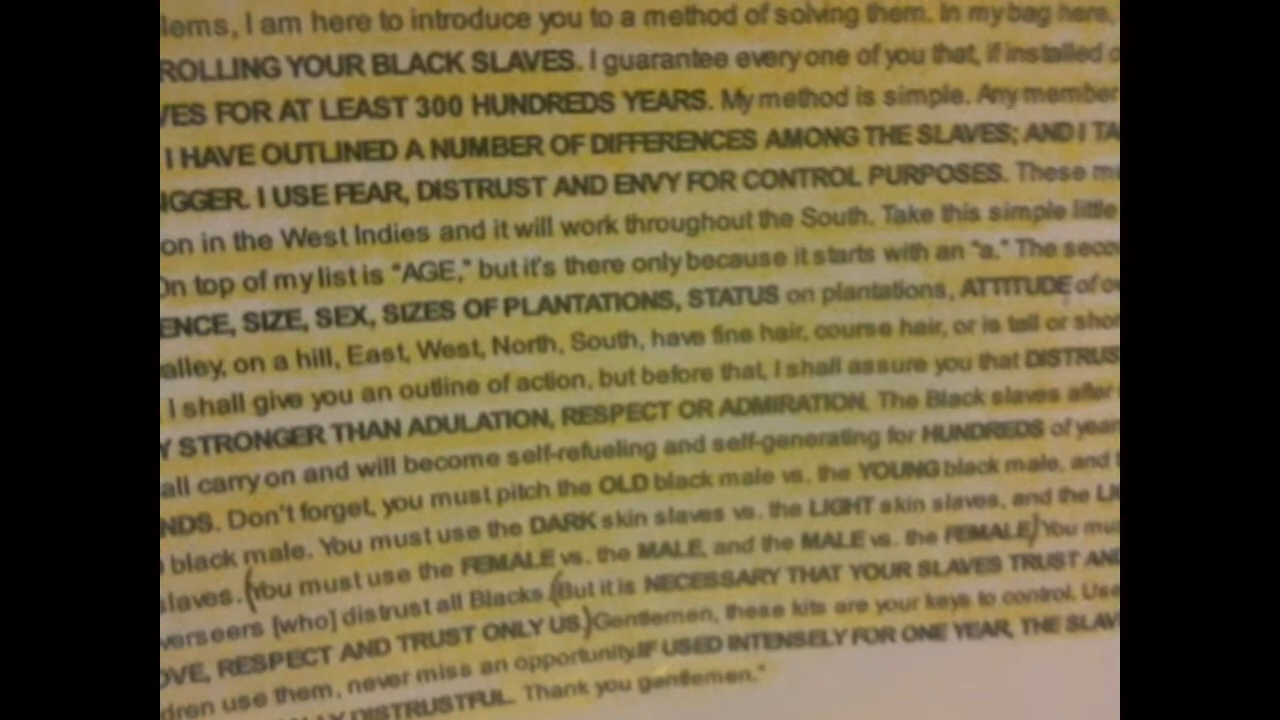 lems, I am here to introduce you to a method of solving them. In my bag here,
ROLLING YOUR BLACK SLAVES. I guarantee every one of you that, if installed
VES FOR AT LEAST 300 HUNDREDS YEARS. My method is simple. Any member
I HAVE OUTLINED A NUMBER OF DIFFERENCES AMONG THE SLAVES; AND I TA
IGGER. I USE FEAR, DISTRUST AND ENVY FOR CONTROL PURPOSES. These
on in the West Indies and it will work throughout the South. Take this simple little
On top of my list is "AGE," but it's there only because it starts with an "a." The seco
ENCE, SIZE, SEX, SIZES OF PLANTATIONS, STATUS on plantations, ATTITUDE of o
alley, on a hill, East, West, North, South, have fine hair, course hair, or is tall or shor
I shall give you an outline of action, but before that, I shall assure you that DISTRUS
Y STRONGER THAN ADULATION, RESPECT OR ADMIRATION. The Black slaves after
all carry on and will become self-refueling and self-generating for HUNDREDS of year
NDS. Don't forget, you must pitch the OLD black male vs. the YOUNG black male, and
black male. You must use the DARK skin slaves vs. the LIGHT skin slaves, and the LI
slaves. (You must use the FEMALE vs. the MALE, and the MALE vs. the FEMALE) You mus
verseers [who] distrust all Blacks. (But it is NECESSARY THAT YOUR SLAVES TRUST AND
OVE, RESPECT AND TRUST ONLY US.) Gentlemen, these kits are your keys to control. Use
dren use them, never miss an opportunity. IF USED INTENSELY FOR ONE YEAR, THE SLAV
LY DISTRUSTFUL. Thank you gentlemen."